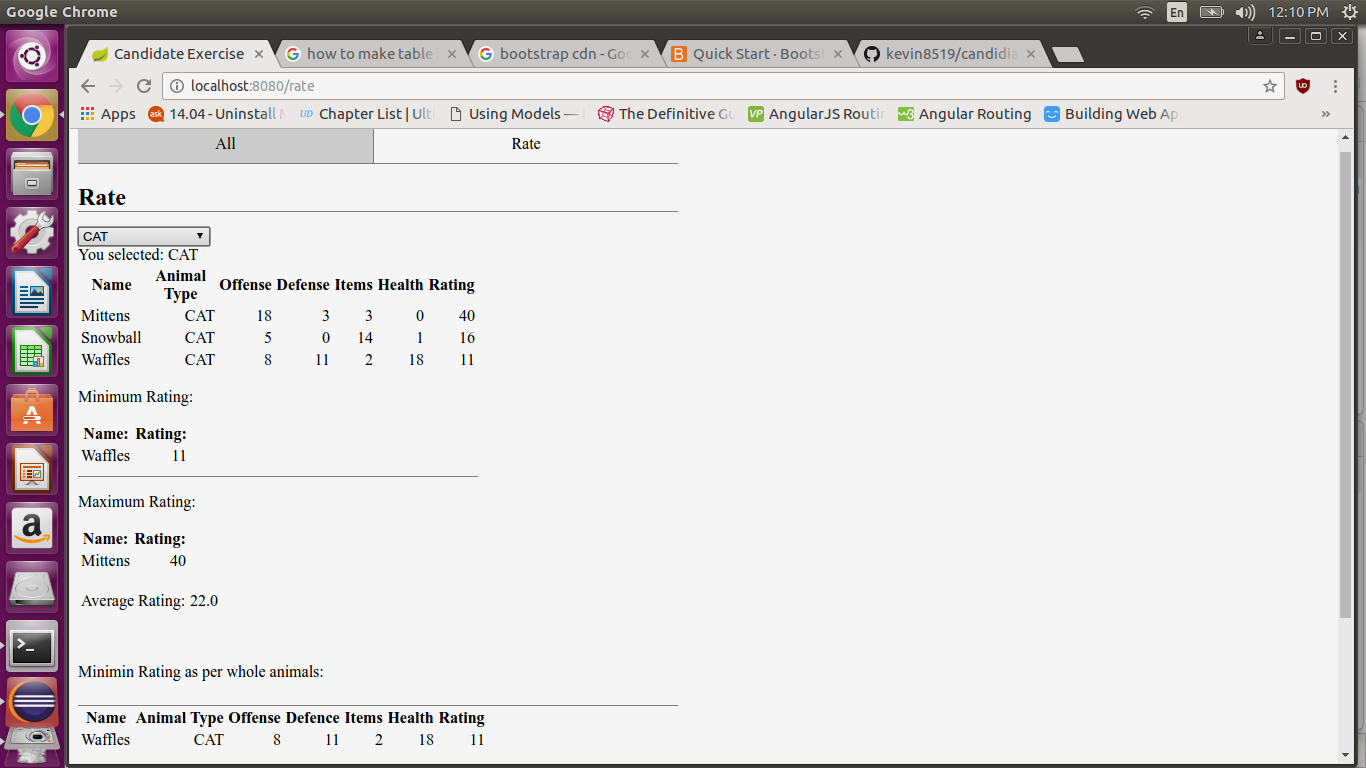 Google Chrome En 12:10 PM
Candidate Exercise how to make table bootstrap cdn - Goo Quick Start · Boots kevin8519/candidia
localhost:8080/rate
Apps 14.04 - Uninstall Chapter List | Ult Using Models — The Definitive Gu AngularJS Routi Angular Routing Building Web Ap »
All Rate
Rate
CAT
You selected: CAT
Name Animal Type Offense Defense Items Health Rating
Mittens CAT 18 3 3 0 40
Snowball CAT 5 0 14 1 16
Waffles CAT 8 11 2 18 11
Minimum Rating:
Name: Rating:
Waffles 11
Maximum Rating:
Name: Rating:
Mittens 40
Average Rating: 22.0
Minimin Rating as per whole animals:
Name Animal Type Offense Defence Items Health Rating
Waffles CAT 8 11 2 18 11